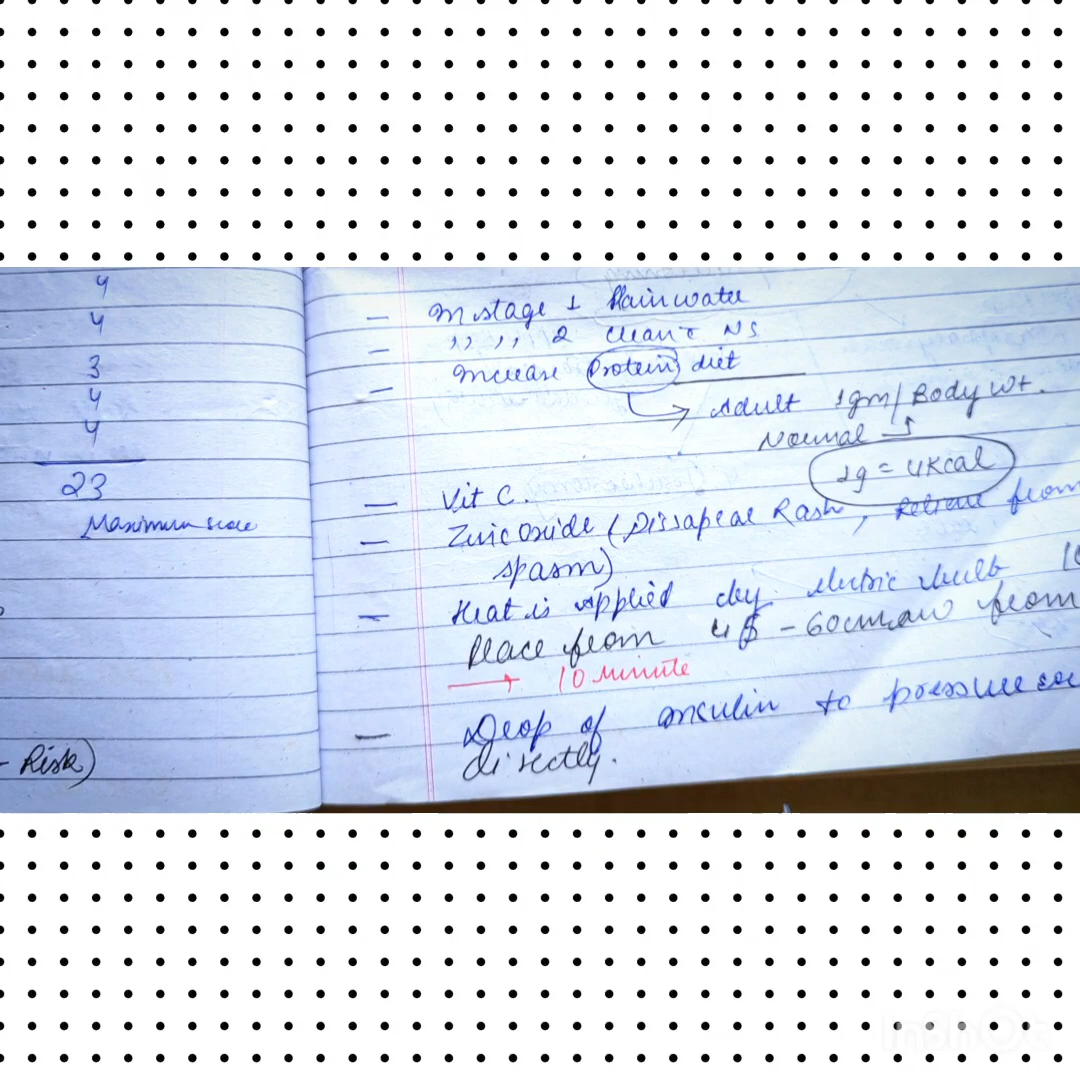 4
4
3
4
4
23
Maximum score
- Risk)
- In stage 1 Plain water
- ,, ,, 2 Clean c̄ NS
- Increase Protein diet
Adult 1gm/Body wt.
Normal
1g = 4Kcal
- Vit C.
- Zinc Oxide (Dissapear Rash, Relieve from
spasm)
- Heat is applied by electric bulb
Place from 45 - 60cm from
→ 10 minute
- Drop of insulin to pressure
directly.
InShOt